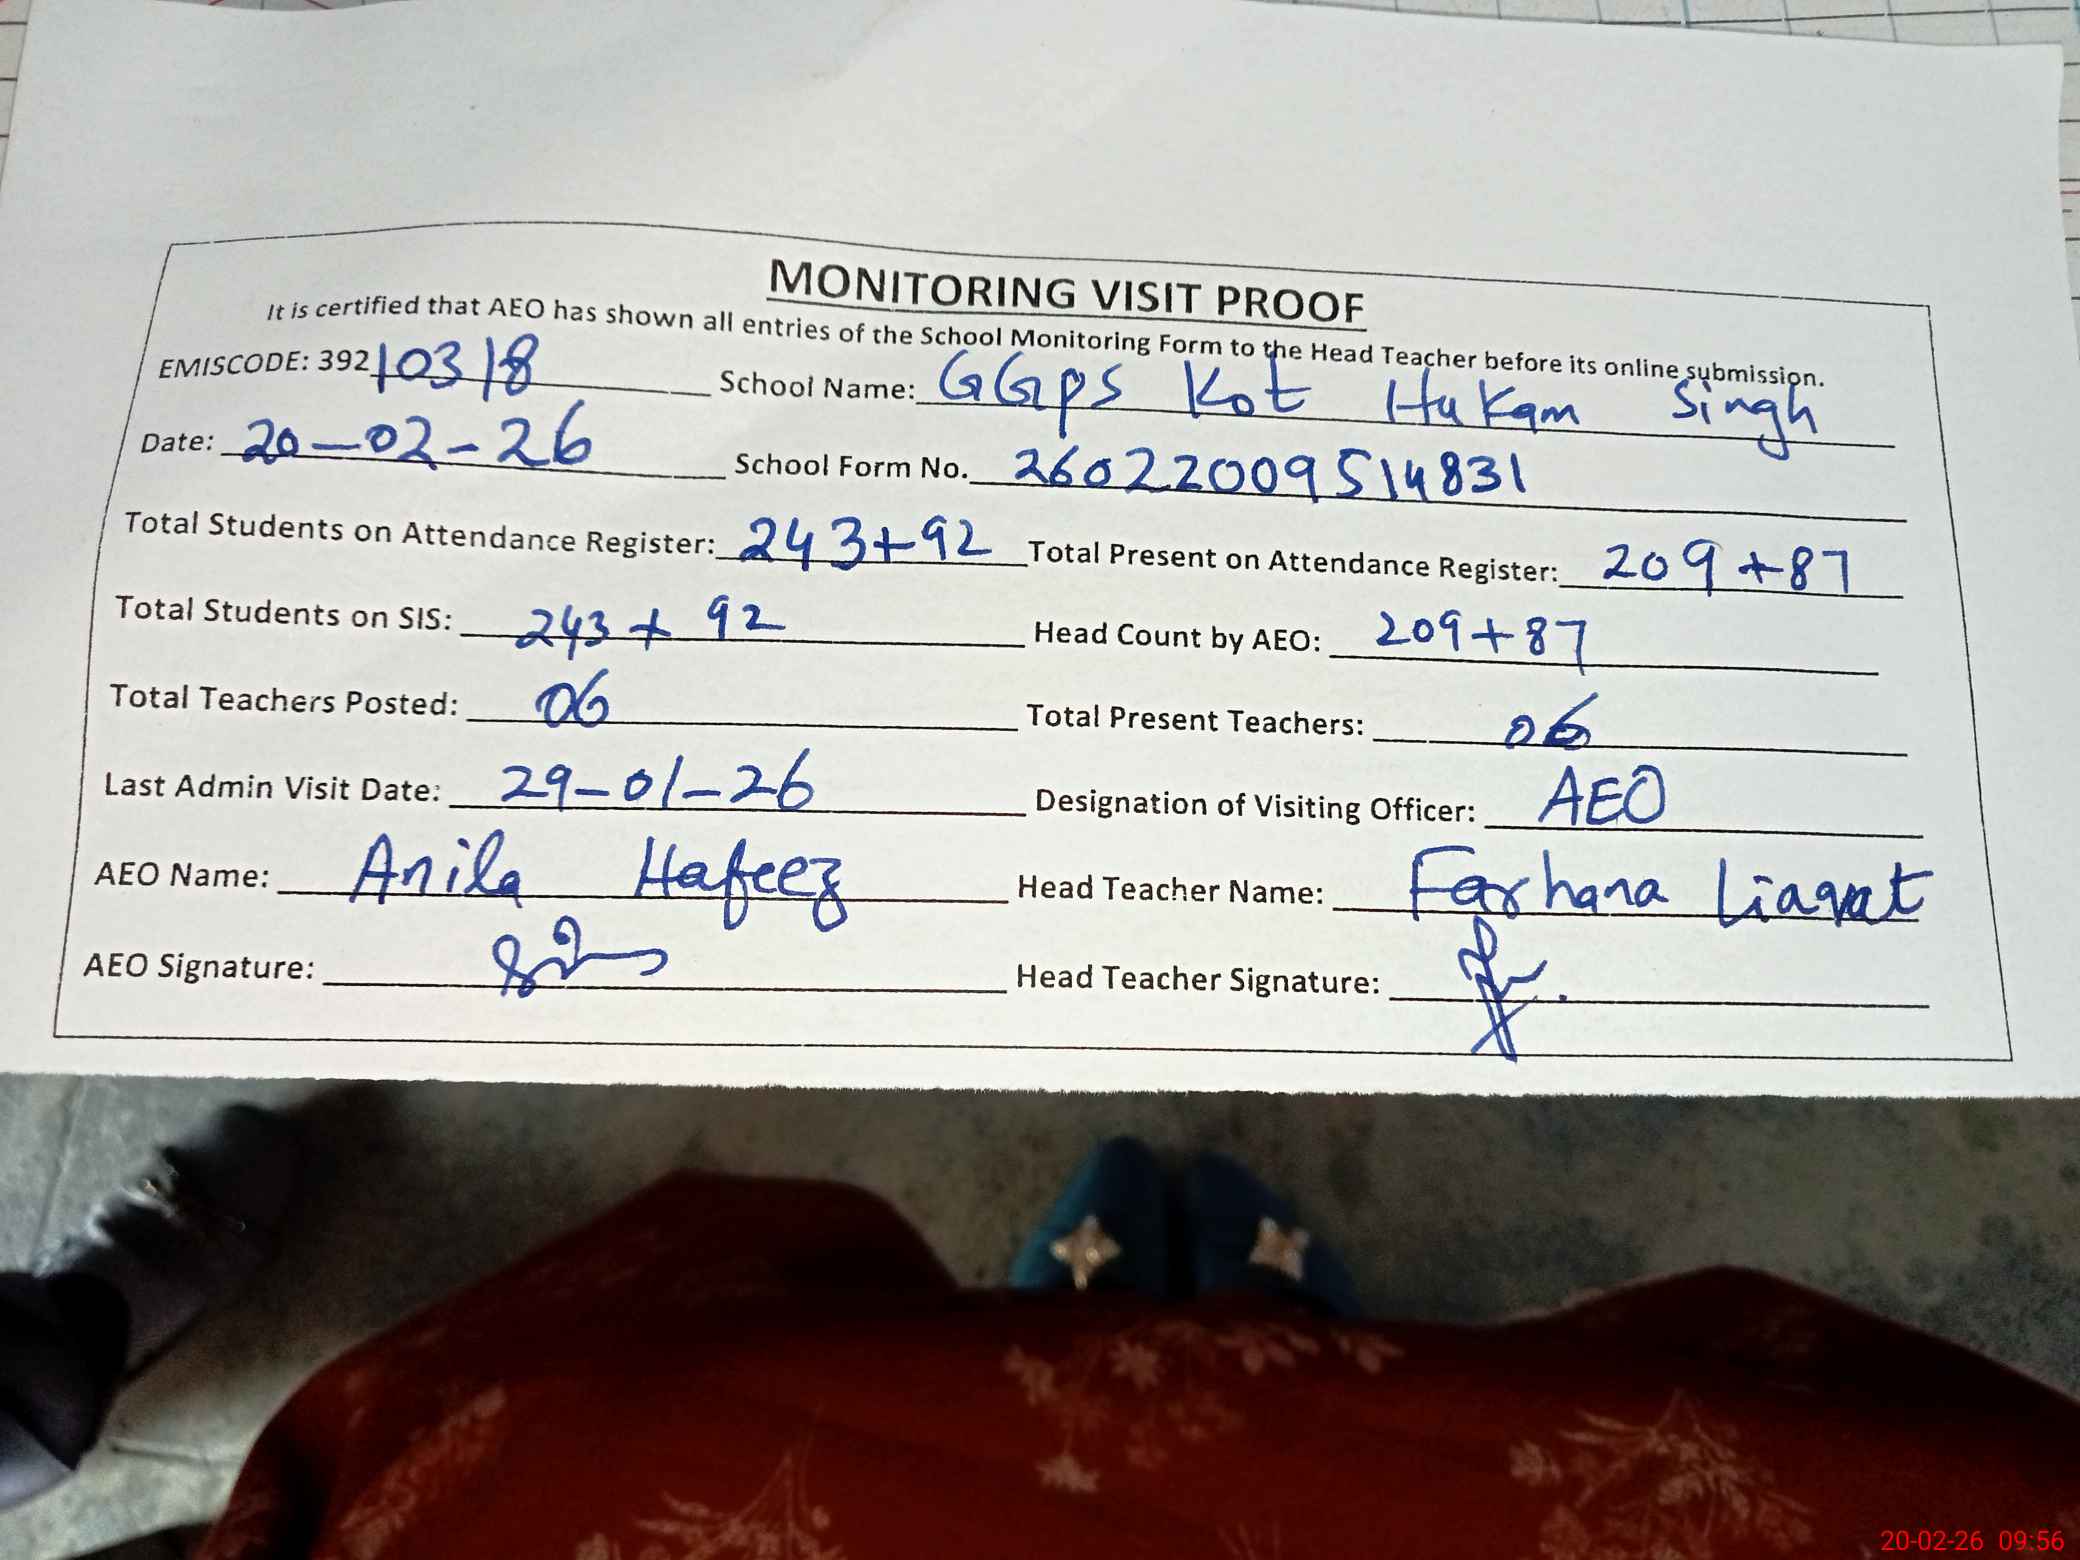 MONITORING VISIT PROOF
It is certified that AEO has shown all entries of the School Monitoring Form to the Head Teacher before its online submission.
EMISCODE: 39210318 School Name: GGPS Kot Hukam Singh
Date: 20-02-26 School Form No. 26022009514831
Total Students on Attendance Register: 243+92 Total Present on Attendance Register: 209+87
Total Students on SIS: 243+92 Head Count by AEO: 209+87
Total Teachers Posted: 06 Total Present Teachers: 06
Last Admin Visit Date: 29-01-26 Designation of Visiting Officer: AEO
AEO Name: Anila Hafeez Head Teacher Name: Farhana Liaqat
AEO Signature: Head Teacher Signature:
20-02-26 09:56